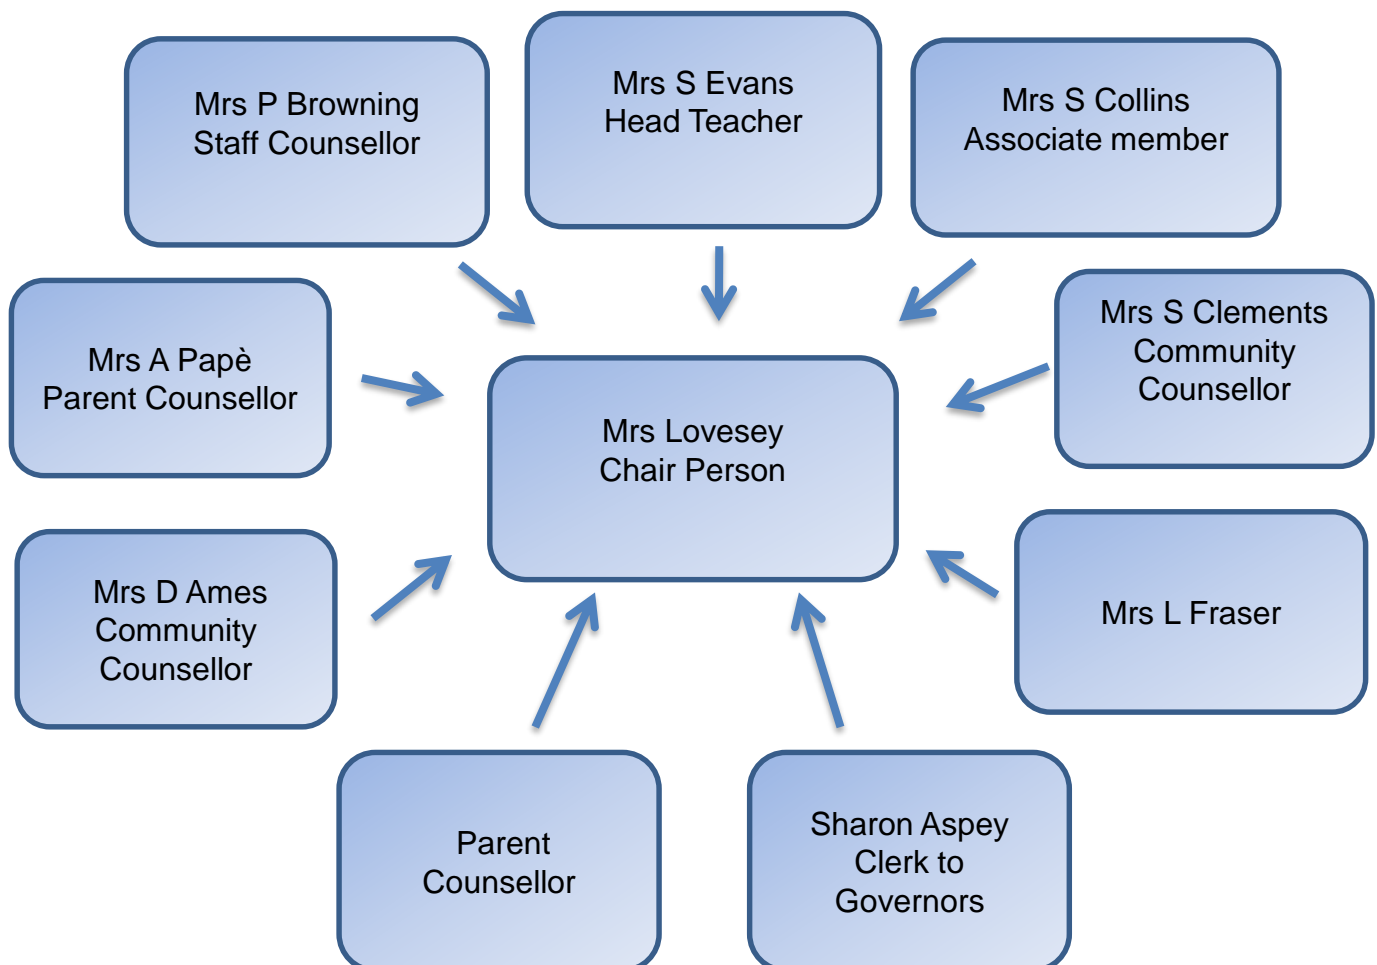 Mrs P Browning
Staff Counsellor
Mrs S Evans
Head Teacher
Mrs S Collins
Associate member
Mrs A Papè
Parent Counsellor
Mrs Lovesey
Chair Person
Mrs S Clements
Community
Counsellor
Mrs D Ames
Community
Counsellor
Mrs L Fraser
Parent
Counsellor
Sharon Aspey
Clerk to
Governors